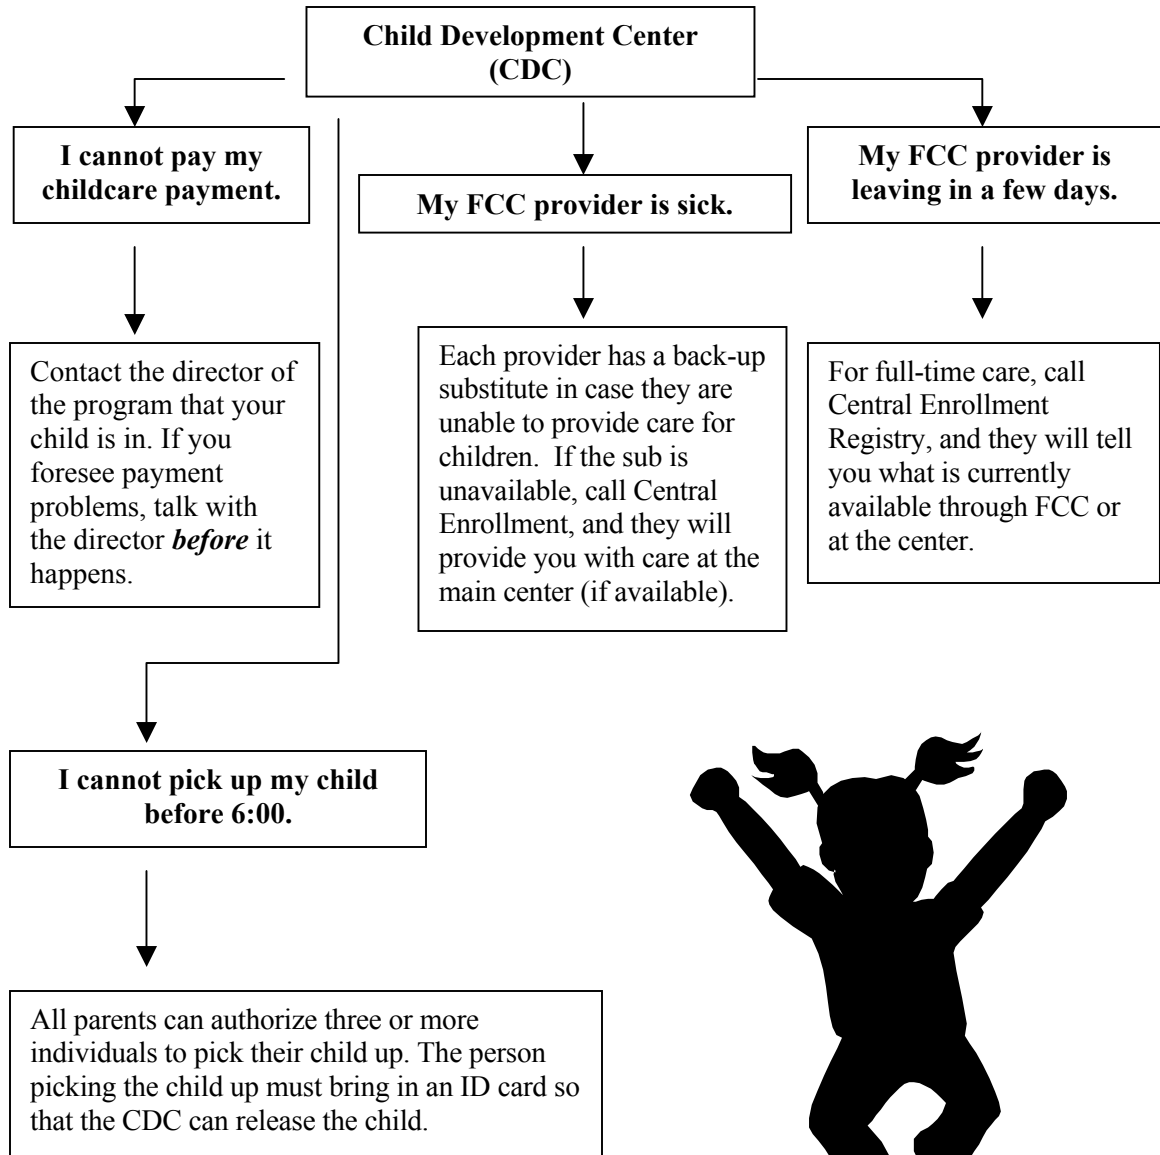 Child Development Center
(CDC)
I cannot pay my
childcare payment.
My FCC provider is sick.
My FCC provider is
leaving in a few days.
Contact the director of
the program that your
child is in. If you
foresee payment
problems, talk with
the director before it
happens.
Each provider has a back-up
substitute in case they are
unable to provide care for
children.  If the sub is
unavailable, call Central
Enrollment, and they will
provide you with care at the
main center (if available).
For full-time care, call
Central Enrollment
Registry, and they will tell
you what is currently
available through FCC or
at the center.
I cannot pick up my child
before 6:00.
All parents can authorize three or more
individuals to pick their child up. The person
picking the child up must bring in an ID card so
that the CDC can release the child.